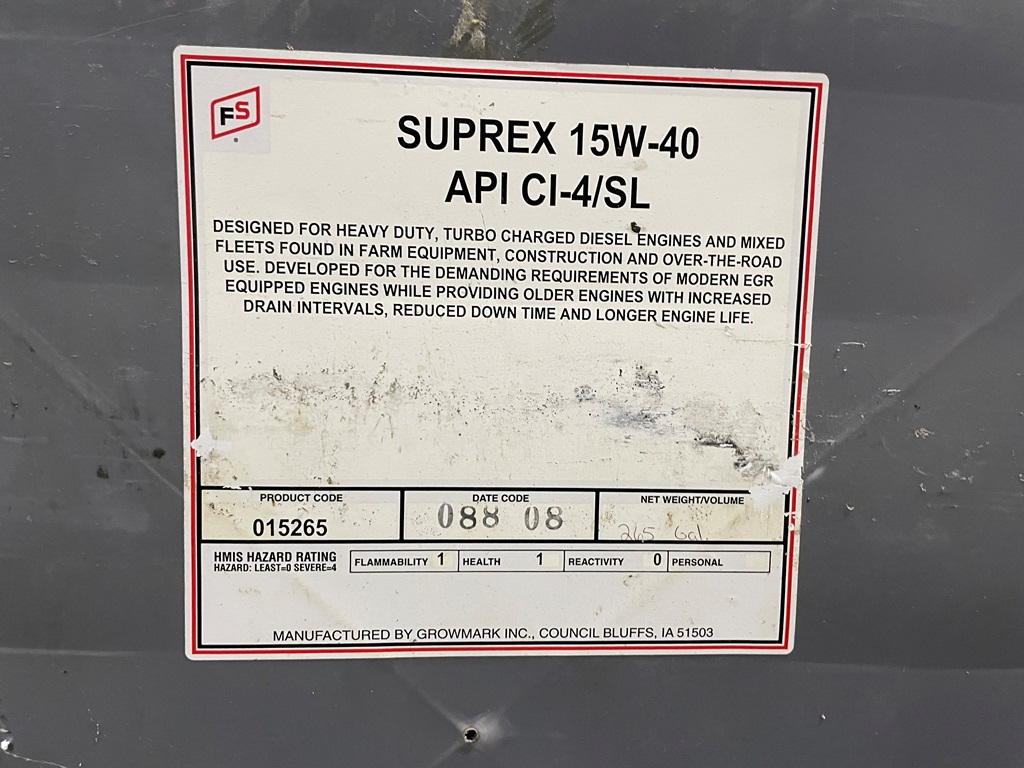 FS
SUPREX 15W-40
API CI-4/SL
DESIGNED FOR HEAVY DUTY, TURBO CHARGED DIESEL ENGINES AND MIXED
FLEETS FOUND IN FARM EQUIPMENT, CONSTRUCTION AND OVER-THE-ROAD
USE. DEVELOPED FOR THE DEMANDING REQUIREMENTS OF MODERN EGR
EQUIPPED ENGINES WHILE PROVIDING OLDER ENGINES WITH INCREASED
DRAIN INTERVALS, REDUCED DOWN TIME AND LONGER ENGINE LIFE.
PRODUCT CODE
015265
DATE CODE
088 08
NET WEIGHT/VOLUME
265 Gal.
HMIS HAZARD RATING
HAZARD: LEAST=0 SEVERE=4
FLAMMABILITY 1
HEALTH 1
REACTIVITY 0
PERSONAL
MANUFACTURED BY GROWMARK INC., COUNCIL BLUFFS, IA 51503